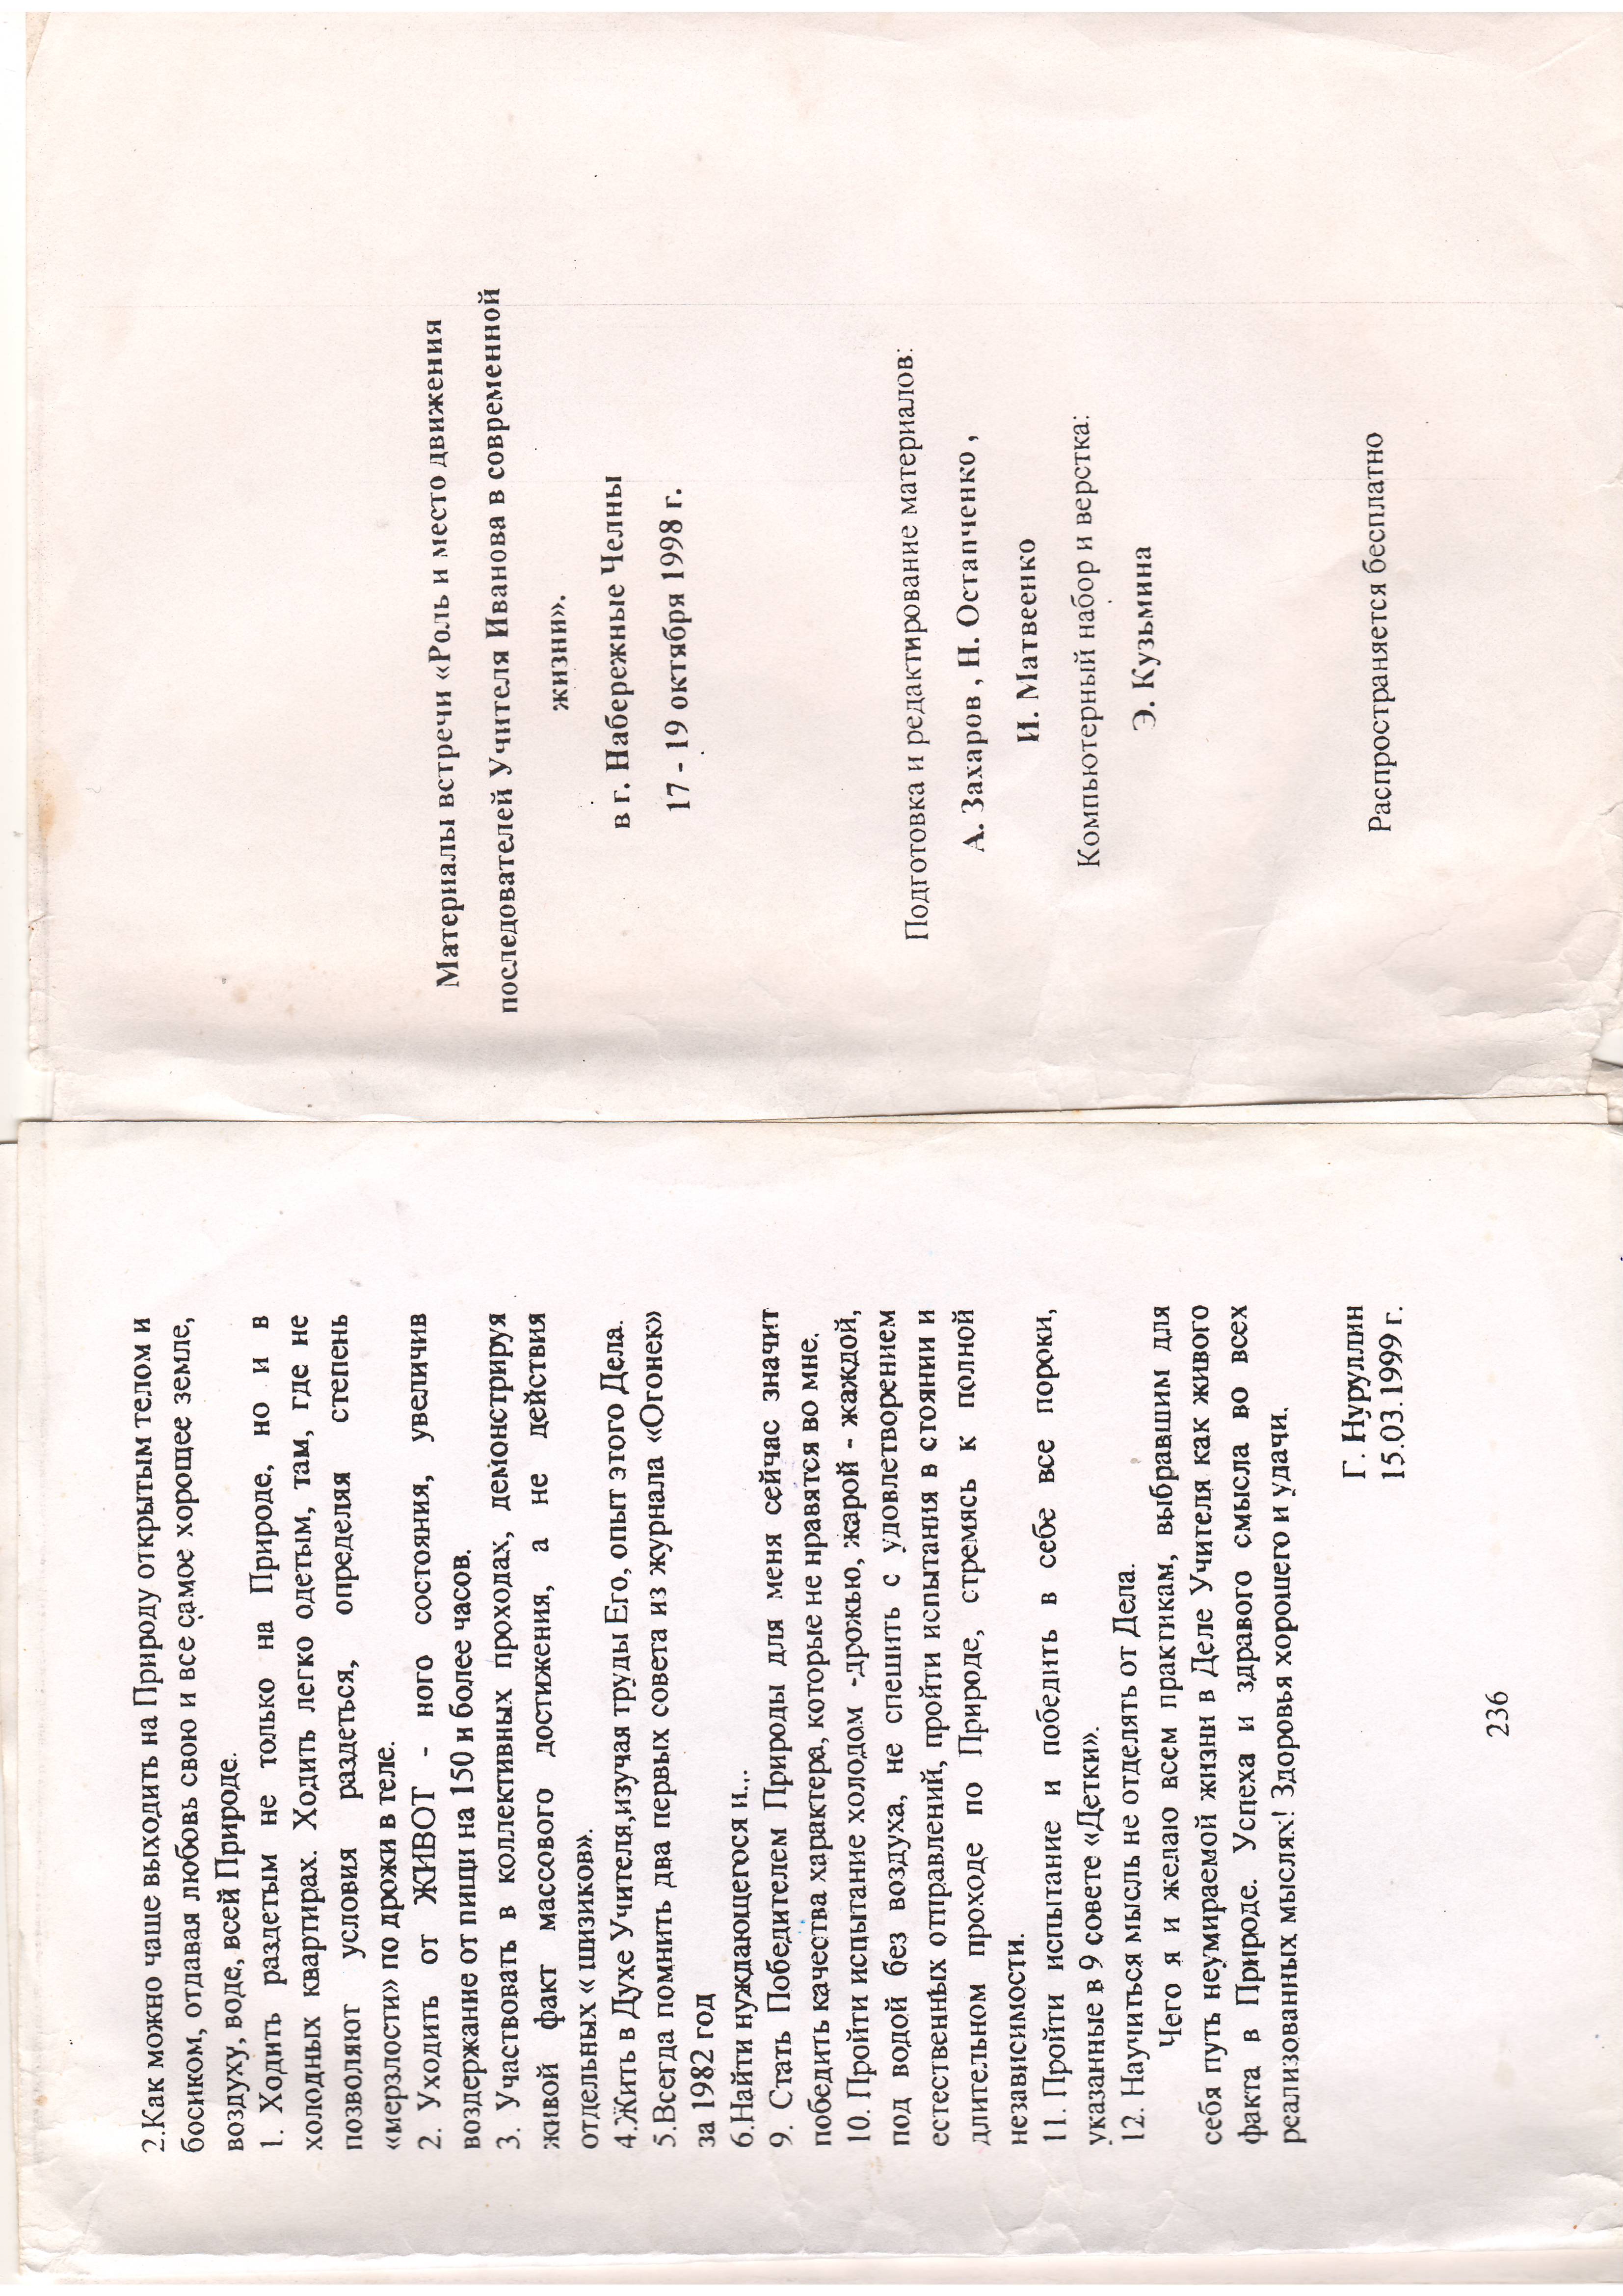 2.Как можно чаще выходить на Природу открытым телом и
босиком, отдавая любовь свою и все самое хорошее земле,
воздуху, воде, всей Природе.
1. Ходить раздетым не только на Природе, но и в
холодных квартирах. Ходить легко одетым, там, где не
позволяют условия раздеться, определяя степень
«мерзлости» по дрожи в теле.
2. Уходить от ЖИВОТ - ного состояния, увеличив
воздержание от пищи на 150 и более часов.
3. Участвовать в коллективных проходах, демонстрируя
живой факт массового достижения, а не действия
отдельных « шизиков».
4.Жить в Духе Учителя,изучая труды Его, опыт этого Дела.
5.Всегда помнить два первых совета из журнала «Огонек»
за 1982 год
6.Найти нуждающегося и...
9. Стать Победителем Природы для меня сейчас значит
победить качества характера, которые не нравятся во мне.
10. Пройти испытание холодом -дрожью, жарой - жаждой,
под водой без воздуха, не спешить с удовлетворением
естественных отправлений, пройти испытания в стоянии и
длительном проходе по Природе, стремясь к полной
независимости.
11. Пройти испытание и победить в себе все пороки,
указанные в 9 совете «Детки».
12. Научиться мысль не отделять от Дела.
Чего я и желаю всем практикам, выбравшим для
себя путь неумираемой жизни в Деле Учителя как живого
факта в Природе. Успеха и здравого смысла во всех
реализованных мыслях! Здоровья хорошего и удачи.
Г. Нуруллин
15.03.1999 г.
236
Материалы встречи «Роль и место движения
последователей Учителя Иванова в современной
жизни».
в г. Набережные Челны
17 - 19 октября 1998 г.
Подготовка и редактирование материалов:
А. Захаров , Н. Остапченко ,
И. Матвеенко
Компьютерный набор и верстка:
Э. Кузьмина
Распространяется бесплатно